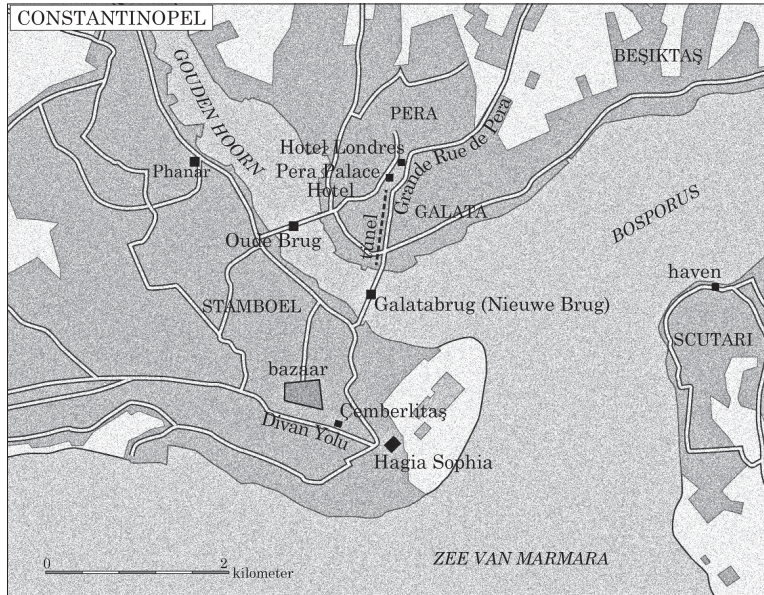 CONSTANTINOPEL
GOUDEN HOORN
BEŞIKTAŞ
PERA
Hotel Londres
Grande Rue de Pera
Phanar
Pera Palace
Hotel
GALATA
BOSPORUS
Oude Brug
tünel
haven
STAMBOEL
Galatabrug (Nieuwe Brug)
SCUTARI
bazaar
Çemberlitaş
Divan Yolu
Hagia Sophia
ZEE VAN MARMARA
0 2
kilometer